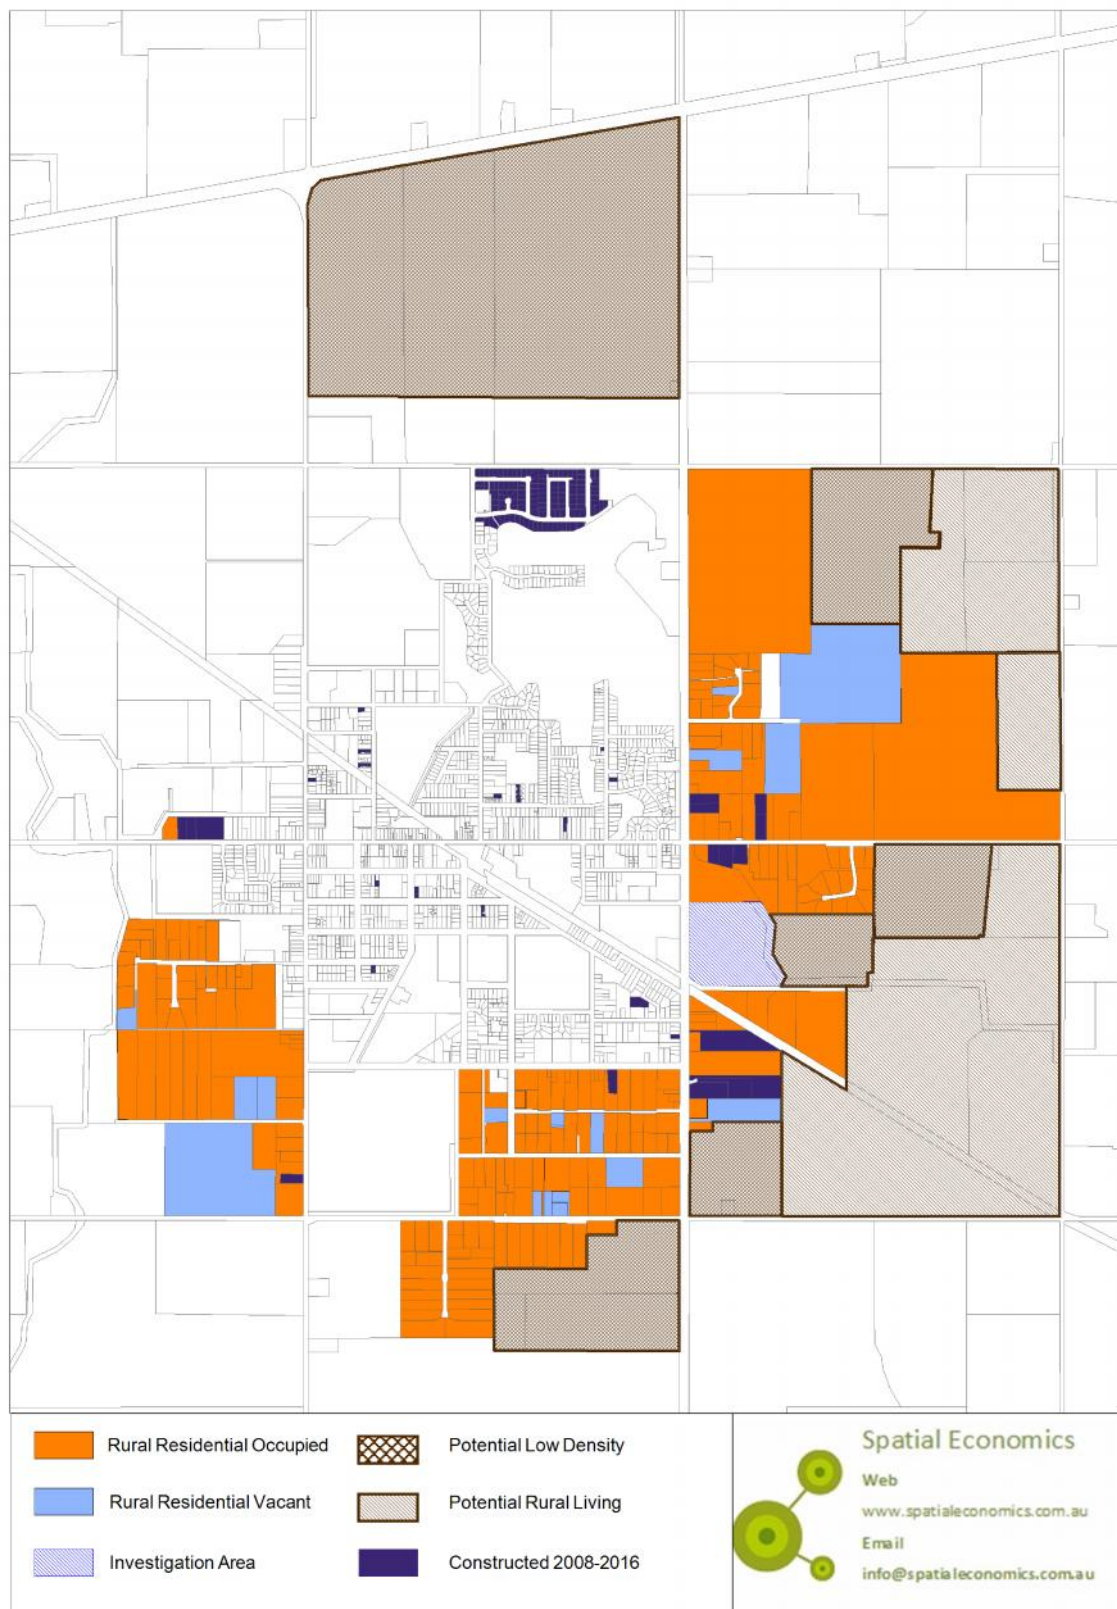 Rural Residential Occupied
Potential Low Density
Rural Residential Vacant
Potential Rural Living
Investigation Area
Constructed 2008-2016
Spatial Economics
Web
www.spatialeconomics.com.au
Email
info@spatialeconomics.com.au